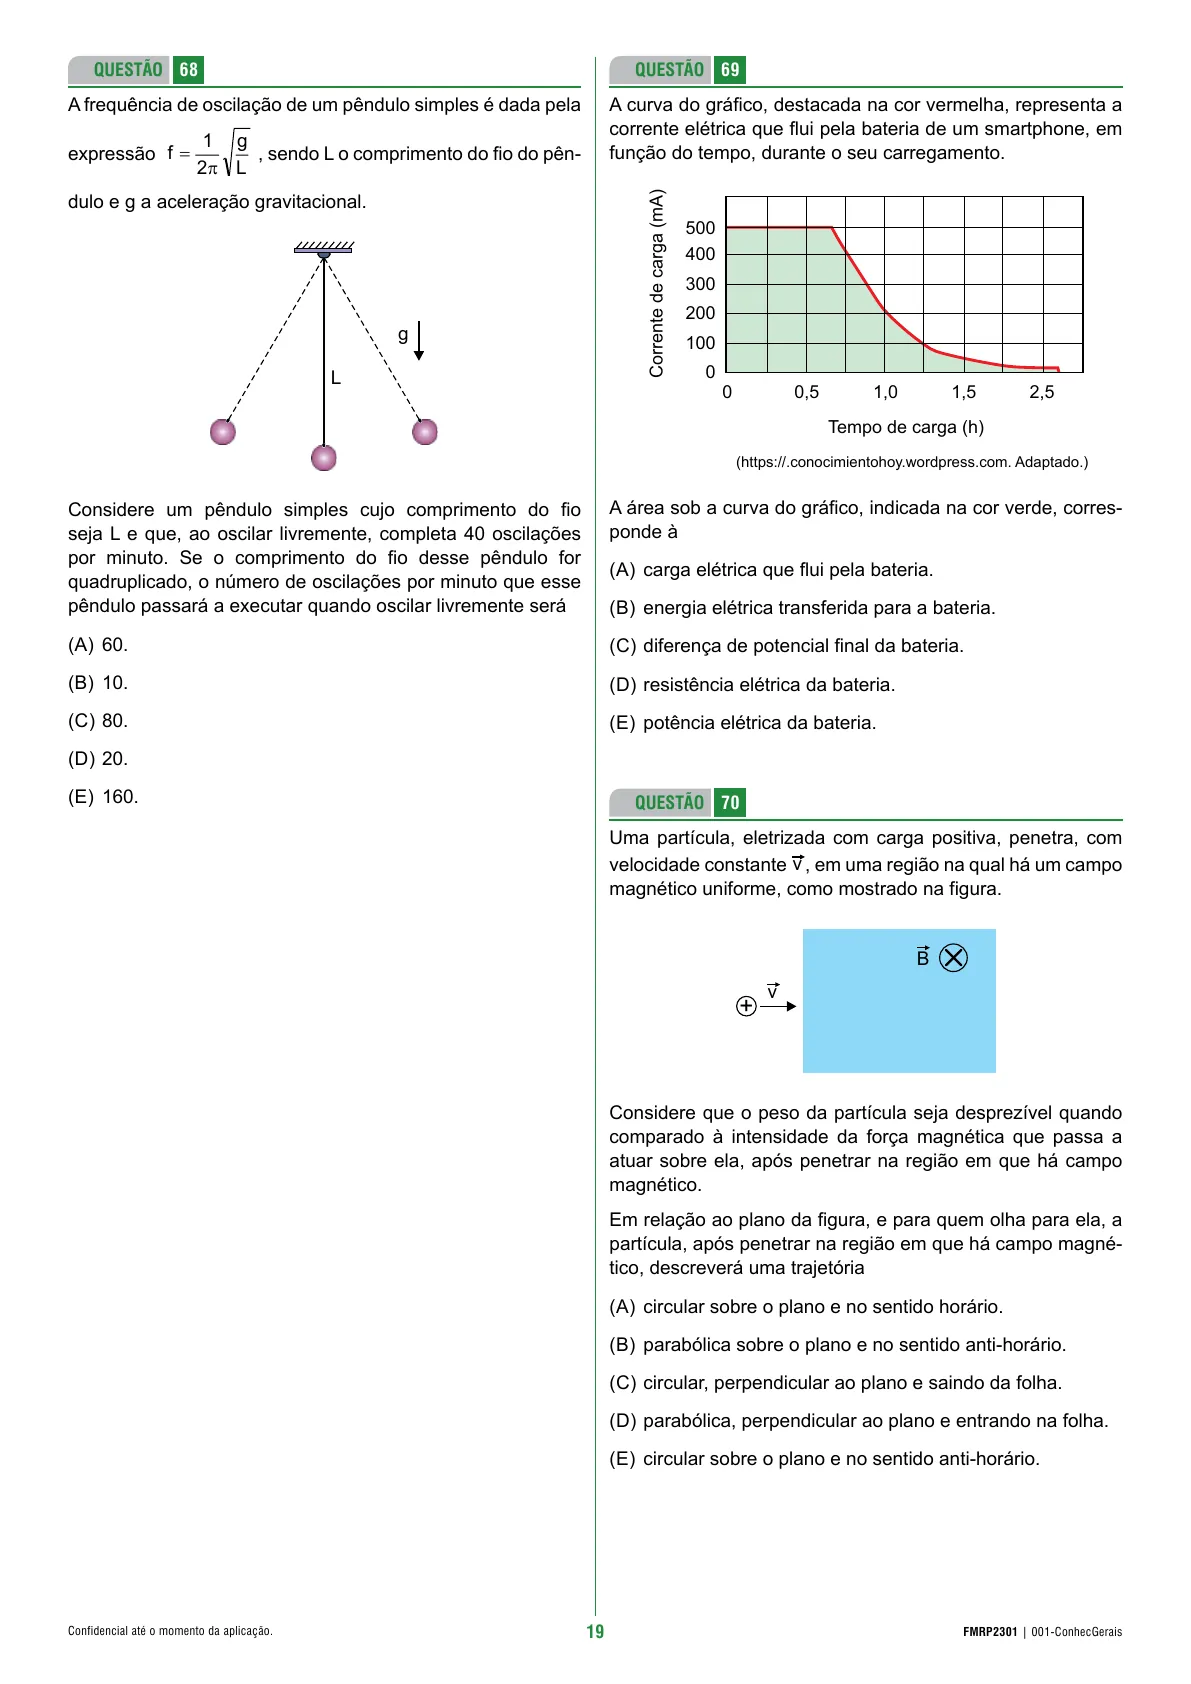 QUESTÃO 68
A frequência de oscilação de um pêndulo simples é dada pela
expressão f = 1/2π √g/L , sendo L o comprimento do fio do pên-
dulo e g a aceleração gravitacional.
g
L
Considere um pêndulo simples cujo comprimento do fio
seja L e que, ao oscilar livremente, completa 40 oscilações
por minuto. Se o comprimento do fio desse pêndulo for
quadruplicado, o número de oscilações por minuto que esse
pêndulo passará a executar quando oscilar livremente será
(A) 60.
(B) 10.
(C) 80.
(D) 20.
(E) 160.
QUESTÃO 69
A curva do gráfico, destacada na cor vermelha, representa a
corrente elétrica que flui pela bateria de um smartphone, em
função do tempo, durante o seu carregamento.
Corrente de carga (mA)
500
400
300
200
100
0
0 0,5 1,0 1,5 2,5
Tempo de carga (h)
(https://.conocimientohoy.wordpress.com. Adaptado.)
A área sob a curva do gráfico, indicada na cor verde, corres-
ponde à
(A) carga elétrica que flui pela bateria.
(B) energia elétrica transferida para a bateria.
(C) diferença de potencial final da bateria.
(D) resistência elétrica da bateria.
(E) potência elétrica da bateria.
QUESTÃO 70
Uma partícula, eletrizada com carga positiva, penetra, com
velocidade constante v⃗, em uma região na qual há um campo
magnético uniforme, como mostrado na figura.
B⃗
v⃗
+
Considere que o peso da partícula seja desprezível quando
comparado à intensidade da força magnética que passa a
atuar sobre ela, após penetrar na região em que há campo
magnético.
Em relação ao plano da figura, e para quem olha para ela, a
partícula, após penetrar na região em que há campo magné-
tico, descreverá uma trajetória
(A) circular sobre o plano e no sentido horário.
(B) parabólica sobre o plano e no sentido anti-horário.
(C) circular, perpendicular ao plano e saindo da folha.
(D) parabólica, perpendicular ao plano e entrando na folha.
(E) circular sobre o plano e no sentido anti-horário.
Confidencial até o momento da aplicação.
19
FMRP2301 | 001-ConhecGerais